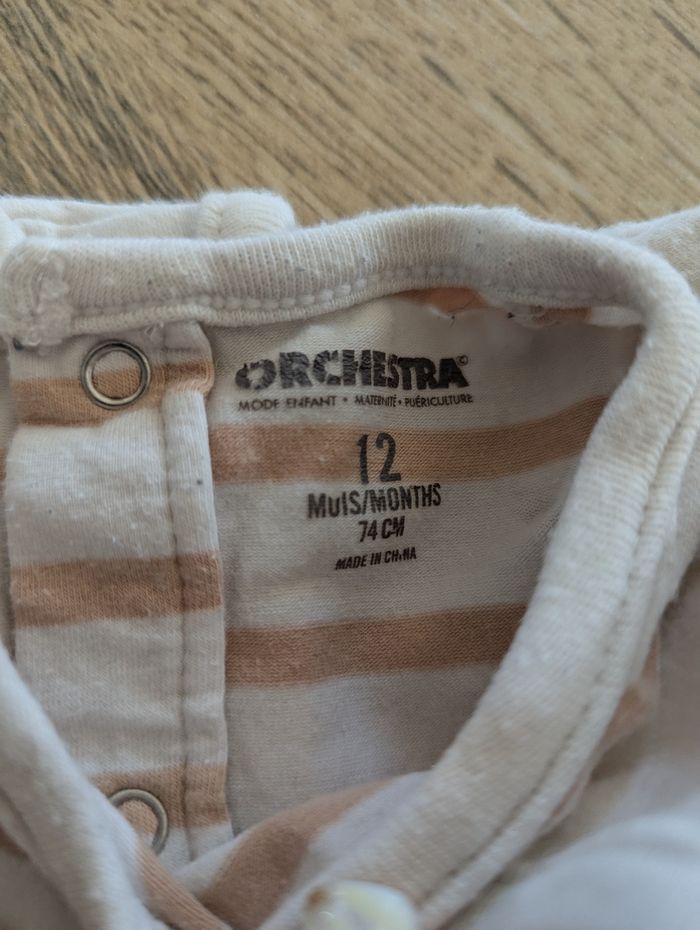 ORCHESTRA©
MODE ENFANT • MATERNITÉ • PUÉRICULTURE
12
MOIS/MONTHS
74 CM
MADE IN CHINA